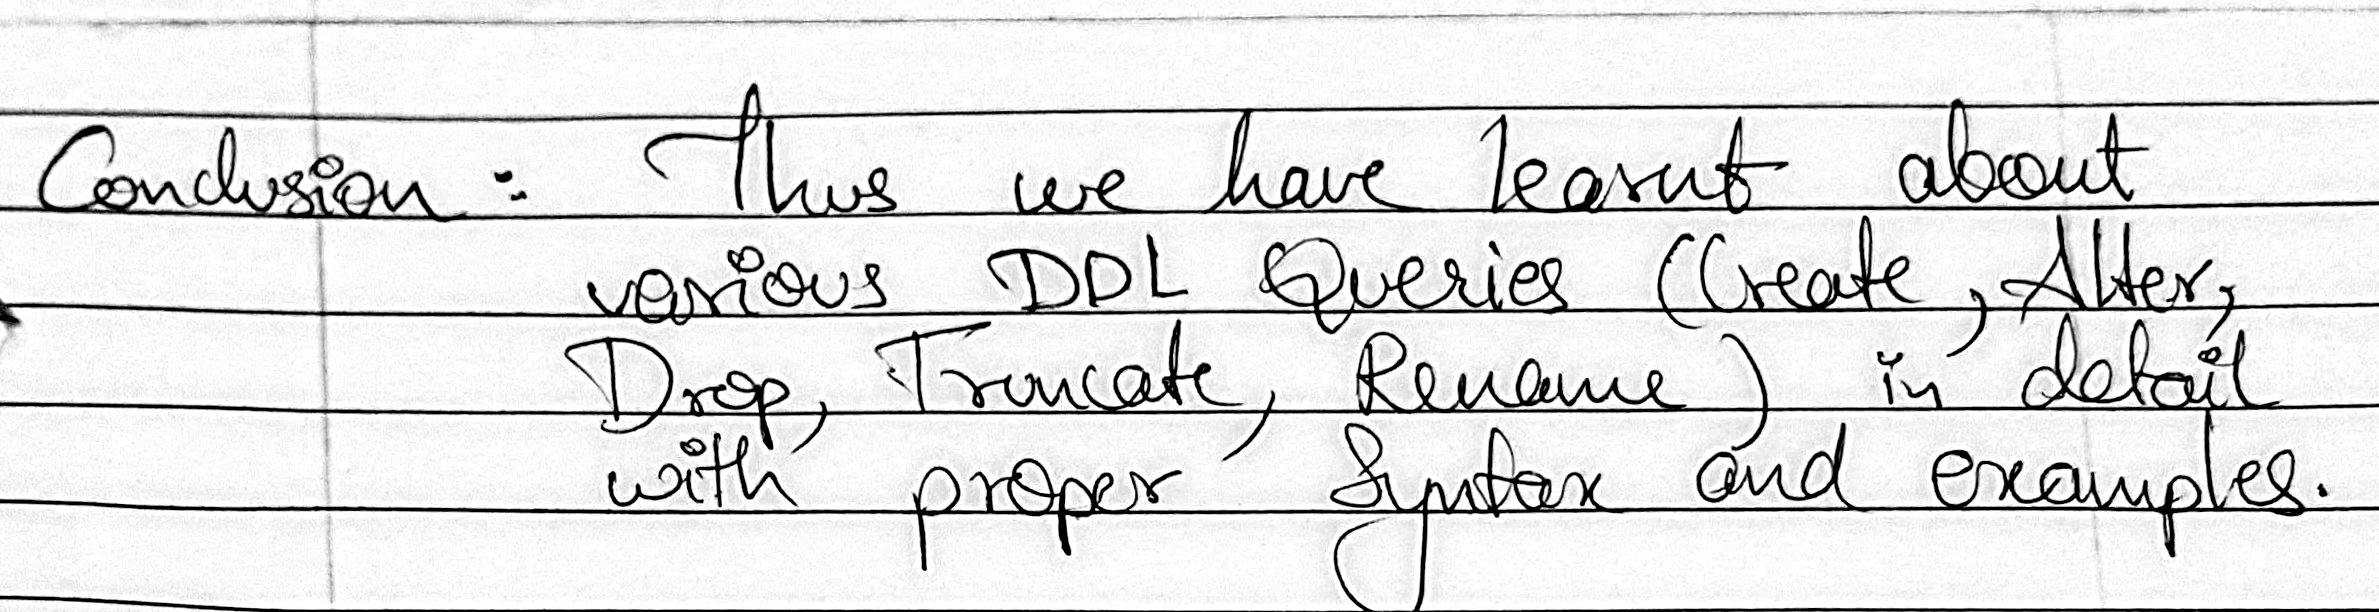 Conclusion : Thus we have learnt about
various DDL Queries (Create, Alter,
Drop, Truncate, Rename) in detail
with proper Syntax and examples.